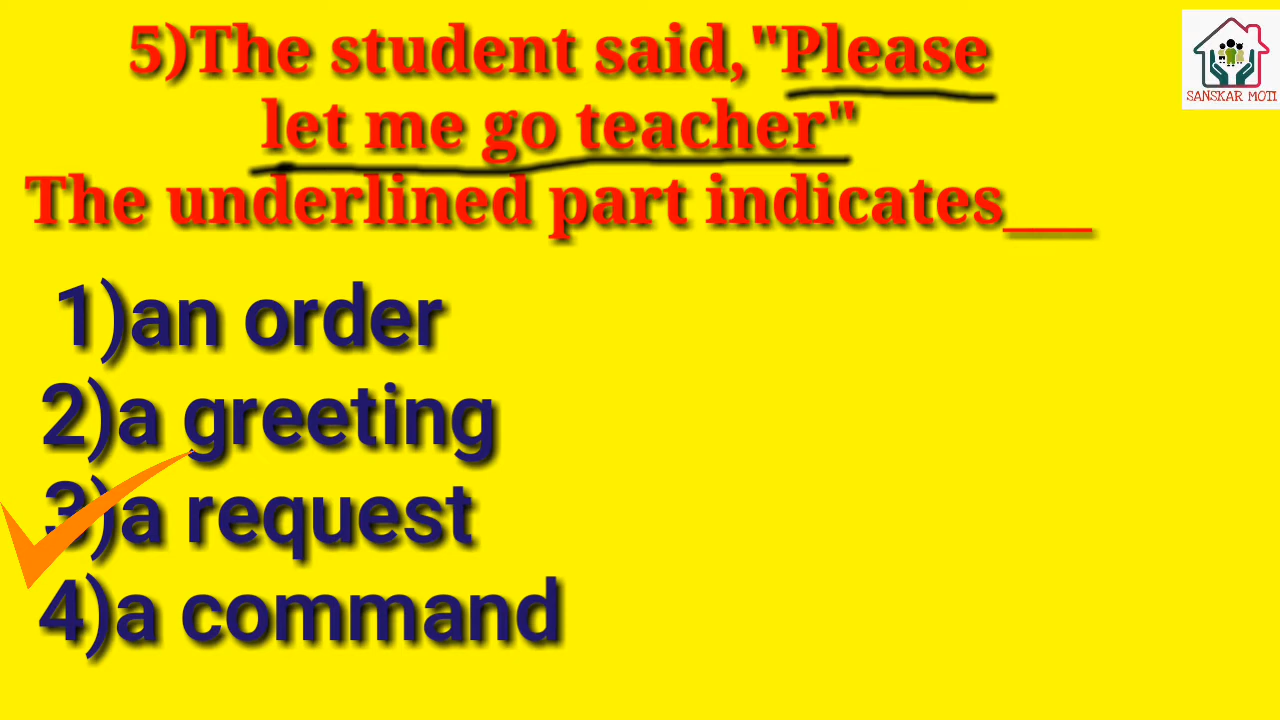 5)The student said,"Please
let me go teacher"
The underlined part indicates___
1)an order
2)a greeting
3)a request
4)a command
SANSKAR MOTI